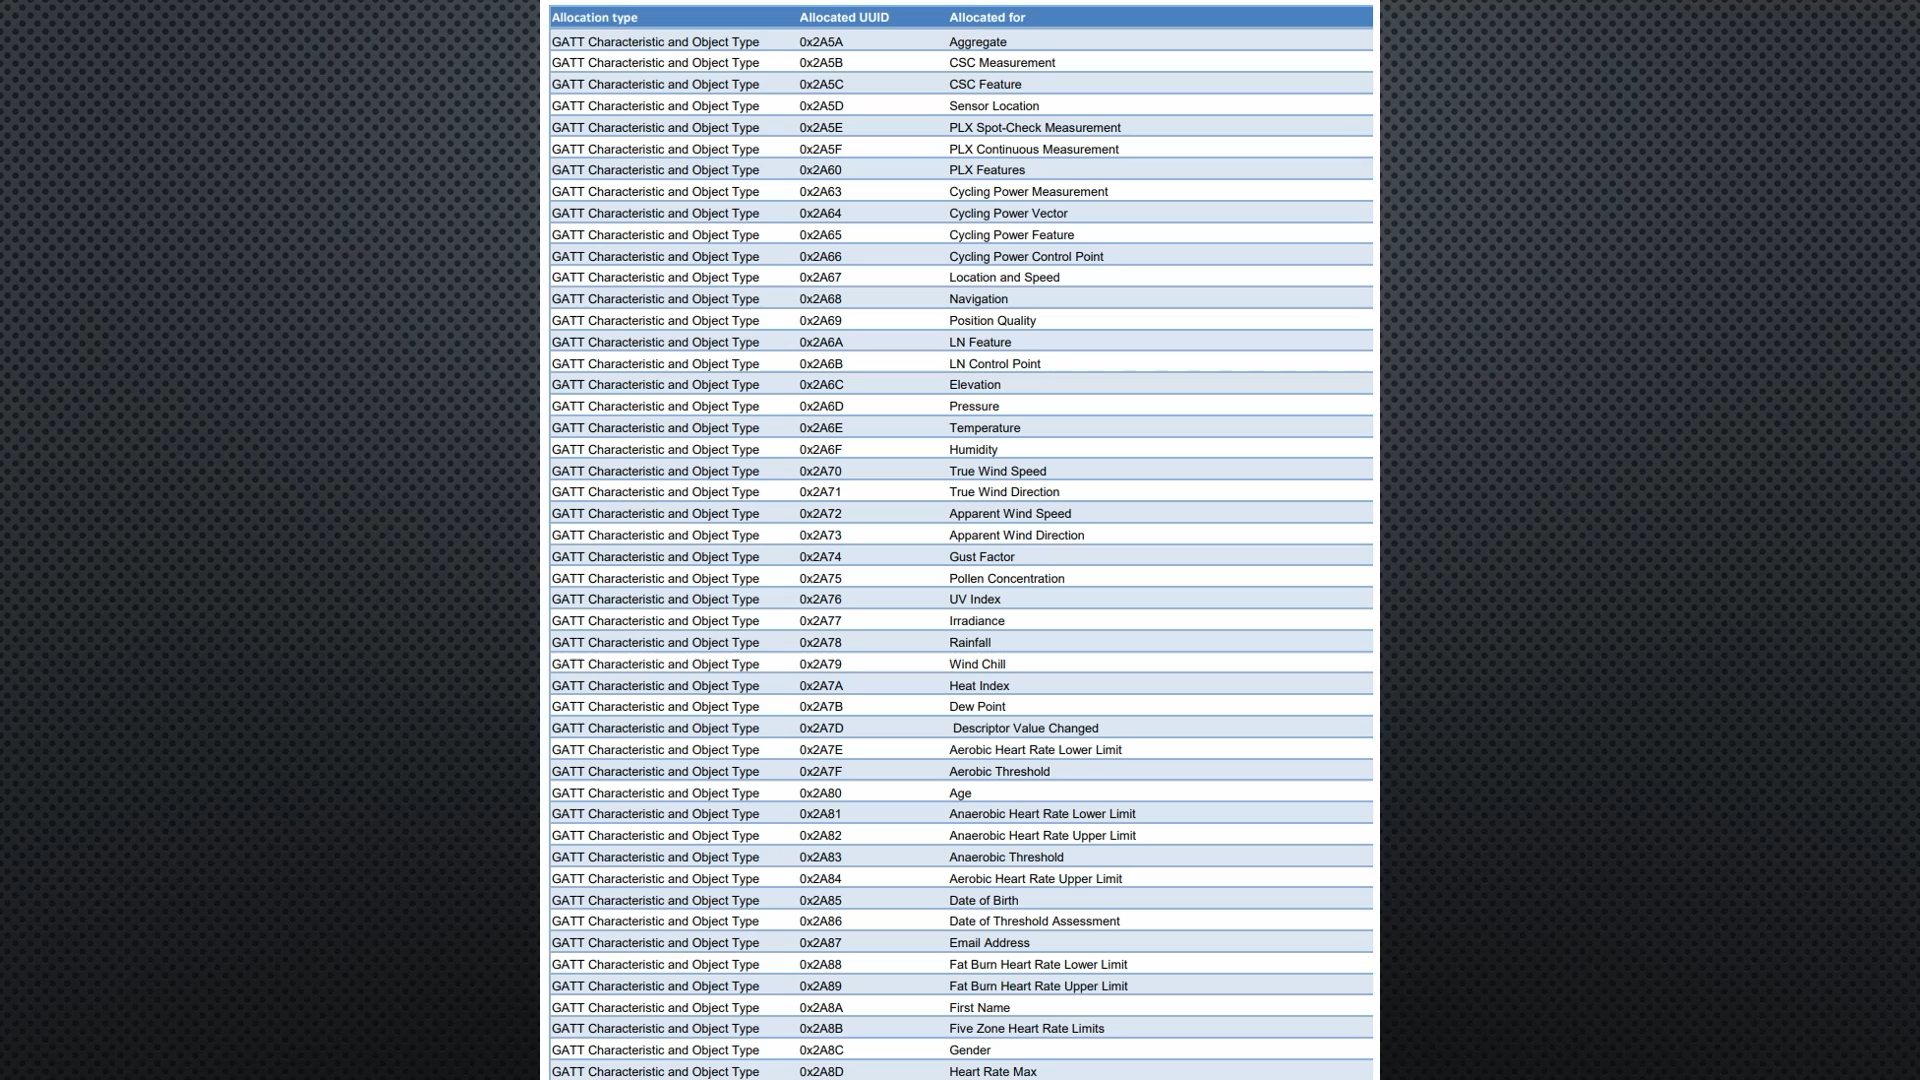 Allocation type Allocated UUID Allocated for
GATT Characteristic and Object Type 0x2A5A Aggregate
GATT Characteristic and Object Type 0x2A5B CSC Measurement
GATT Characteristic and Object Type 0x2A5C CSC Feature
GATT Characteristic and Object Type 0x2A5D Sensor Location
GATT Characteristic and Object Type 0x2A5E PLX Spot-Check Measurement
GATT Characteristic and Object Type 0x2A5F PLX Continuous Measurement
GATT Characteristic and Object Type 0x2A60 PLX Features
GATT Characteristic and Object Type 0x2A63 Cycling Power Measurement
GATT Characteristic and Object Type 0x2A64 Cycling Power Vector
GATT Characteristic and Object Type 0x2A65 Cycling Power Feature
GATT Characteristic and Object Type 0x2A66 Cycling Power Control Point
GATT Characteristic and Object Type 0x2A67 Location and Speed
GATT Characteristic and Object Type 0x2A68 Navigation
GATT Characteristic and Object Type 0x2A69 Position Quality
GATT Characteristic and Object Type 0x2A6A LN Feature
GATT Characteristic and Object Type 0x2A6B LN Control Point
GATT Characteristic and Object Type 0x2A6C Elevation
GATT Characteristic and Object Type 0x2A6D Pressure
GATT Characteristic and Object Type 0x2A6E Temperature
GATT Characteristic and Object Type 0x2A6F Humidity
GATT Characteristic and Object Type 0x2A70 True Wind Speed
GATT Characteristic and Object Type 0x2A71 True Wind Direction
GATT Characteristic and Object Type 0x2A72 Apparent Wind Speed
GATT Characteristic and Object Type 0x2A73 Apparent Wind Direction
GATT Characteristic and Object Type 0x2A74 Gust Factor
GATT Characteristic and Object Type 0x2A75 Pollen Concentration
GATT Characteristic and Object Type 0x2A76 UV Index
GATT Characteristic and Object Type 0x2A77 Irradiance
GATT Characteristic and Object Type 0x2A78 Rainfall
GATT Characteristic and Object Type 0x2A79 Wind Chill
GATT Characteristic and Object Type 0x2A7A Heat Index
GATT Characteristic and Object Type 0x2A7B Dew Point
GATT Characteristic and Object Type 0x2A7D Descriptor Value Changed
GATT Characteristic and Object Type 0x2A7E Aerobic Heart Rate Lower Limit
GATT Characteristic and Object Type 0x2A7F Aerobic Threshold
GATT Characteristic and Object Type 0x2A80 Age
GATT Characteristic and Object Type 0x2A81 Anaerobic Heart Rate Lower Limit
GATT Characteristic and Object Type 0x2A82 Anaerobic Heart Rate Upper Limit
GATT Characteristic and Object Type 0x2A83 Anaerobic Threshold
GATT Characteristic and Object Type 0x2A84 Aerobic Heart Rate Upper Limit
GATT Characteristic and Object Type 0x2A85 Date of Birth
GATT Characteristic and Object Type 0x2A86 Date of Threshold Assessment
GATT Characteristic and Object Type 0x2A87 Email Address
GATT Characteristic and Object Type 0x2A88 Fat Burn Heart Rate Lower Limit
GATT Characteristic and Object Type 0x2A89 Fat Burn Heart Rate Upper Limit
GATT Characteristic and Object Type 0x2A8A First Name
GATT Characteristic and Object Type 0x2A8B Five Zone Heart Rate Limits
GATT Characteristic and Object Type 0x2A8C Gender
GATT Characteristic and Object Type 0x2A8D Heart Rate Max